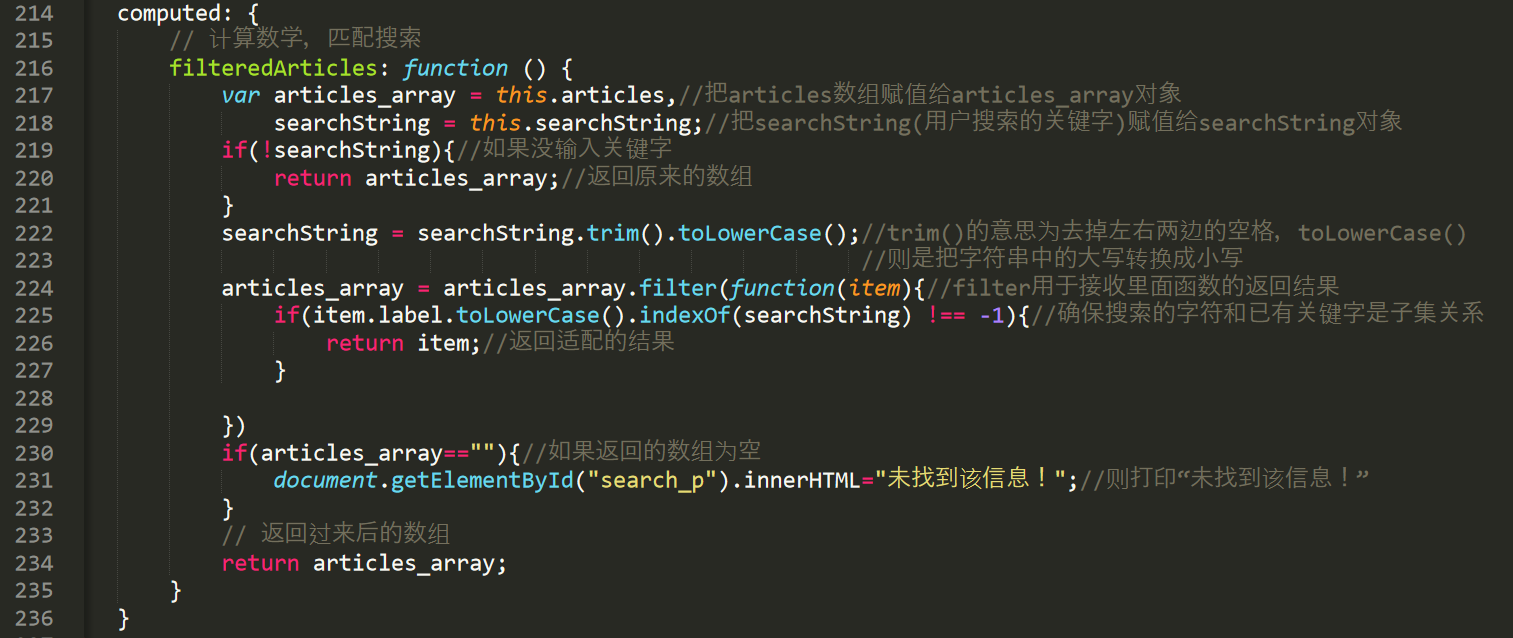 214 computed: {
215 // 计算数学，匹配搜索
216 filteredArticles: function () {
217 var articles_array = this.articles,//把articles数组赋值给articles_array对象
218 searchString = this.searchString;//把searchString(用户搜索的关键字)赋值给searchString对象
219 if(!searchString){//如果没输入关键字
220 return articles_array;//返回原来的数组
221 }
222 searchString = searchString.trim().toLowerCase();//trim()的意思为去掉左右两边的空格，toLowerCase()
223 //则是把字符串中的大写转换成小写
224 articles_array = articles_array.filter(function(item){//filter用于接收里面函数的返回结果
225 if(item.label.toLowerCase().indexOf(searchString) !== -1){//确保搜索的字符和已有关键字是子集关系
226 return item;//返回适配的结果
227 }
228
229 })
230 if(articles_array==""){//如果返回的数组为空
231 document.getElementById("search_p").innerHTML="未找到该信息！";//则打印“未找到该信息！”
232 }
233 // 返回过来后的数组
234 return articles_array;
235 }
236 }